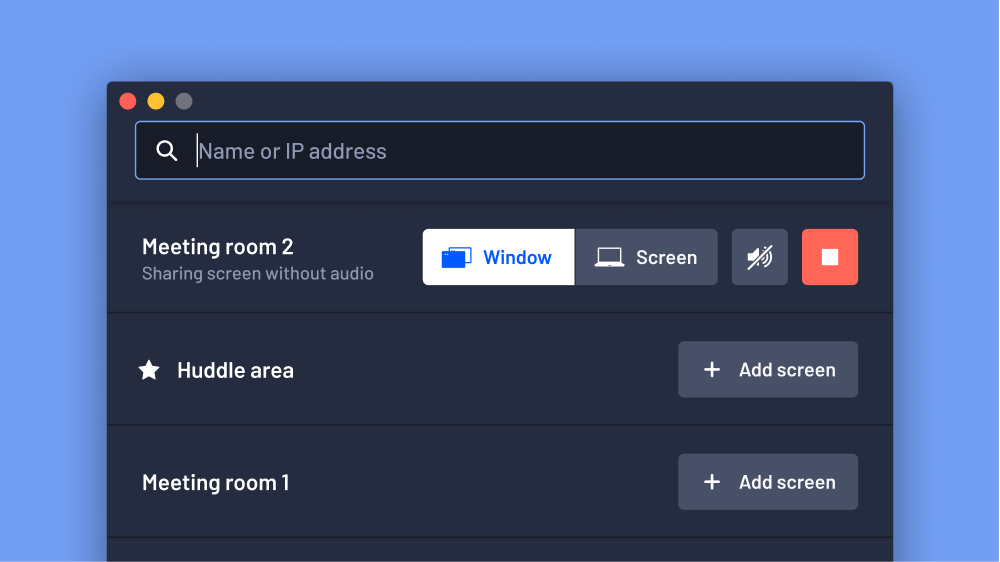 Name or IP address
Meeting room 2
Sharing screen without audio
Window
Screen
Huddle area
Add screen
Meeting room 1
Add screen